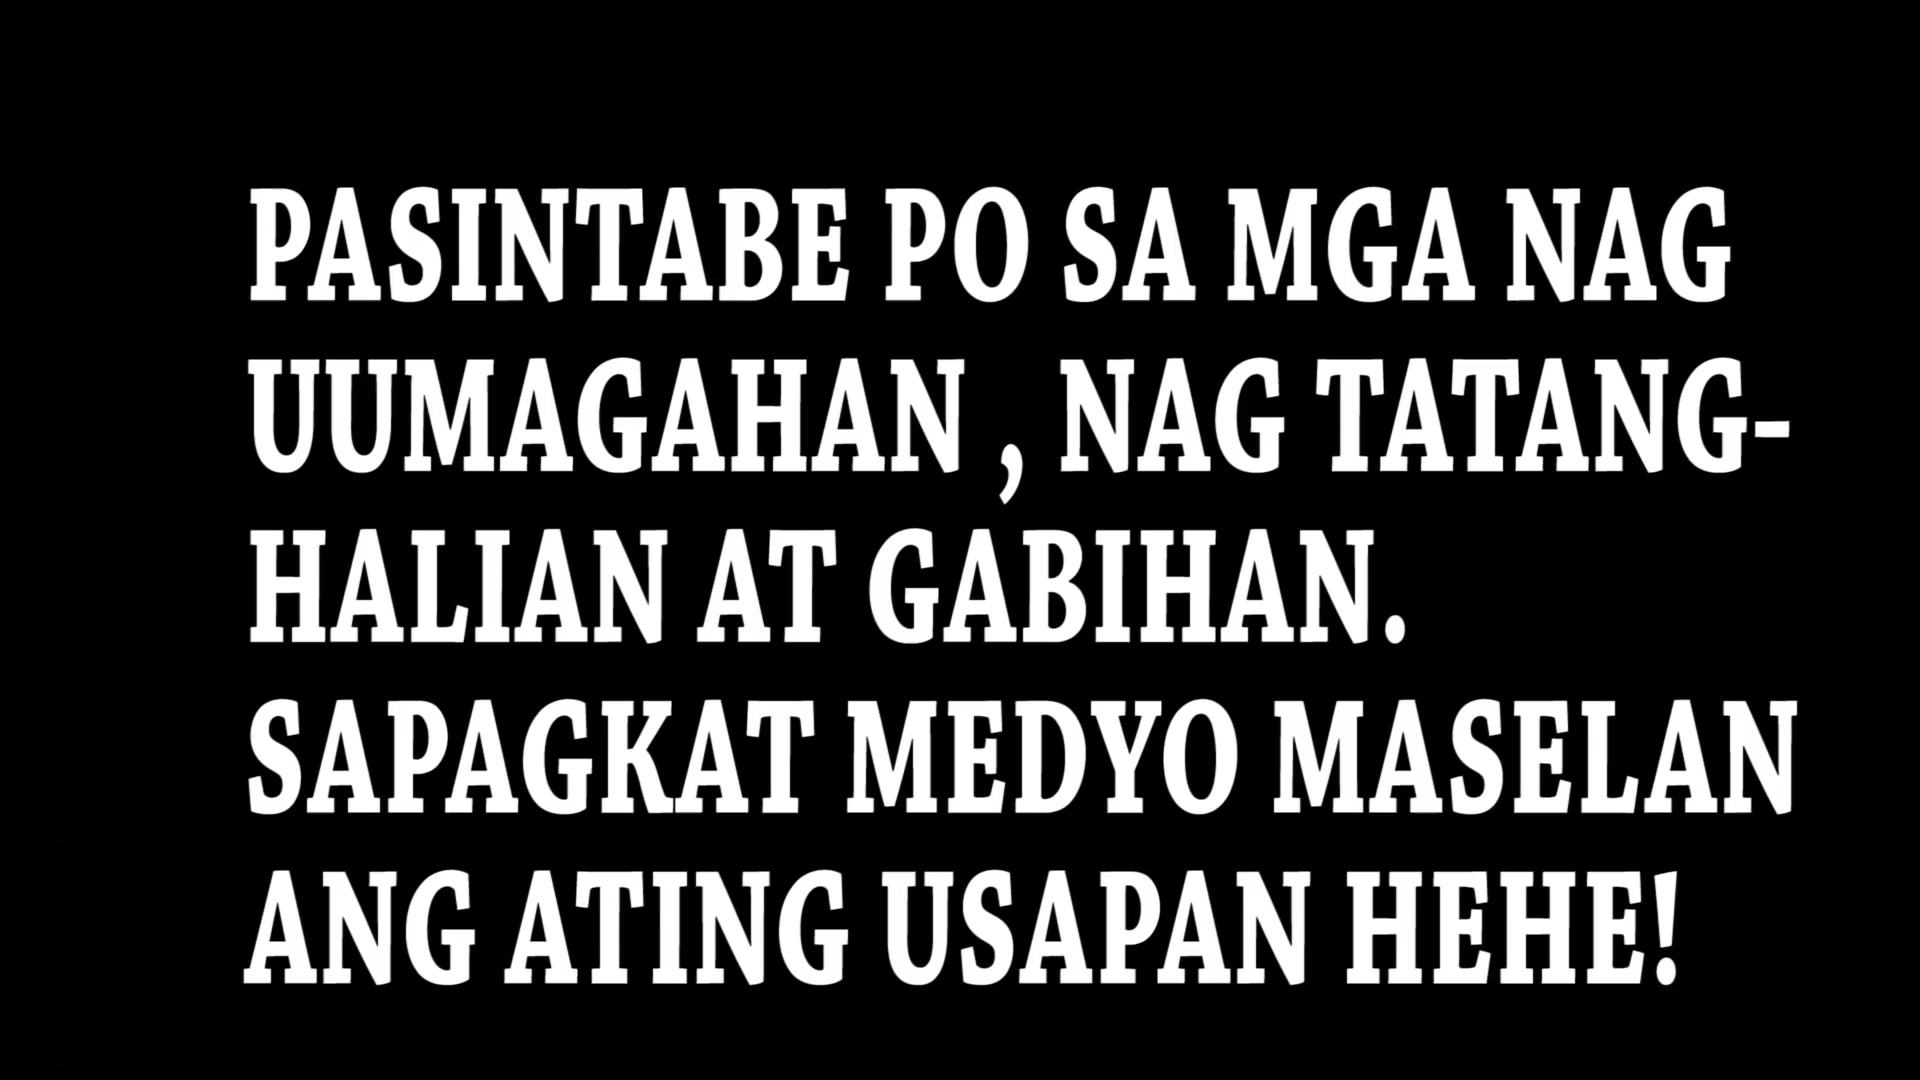 PASINTABE PO SA MGA NAG
UUMAGAHAN , NAG TATANG-
HALIAN AT GABIHAN.
SAPAGKAT MEDYO MASELAN
ANG ATING USAPAN HEHE!